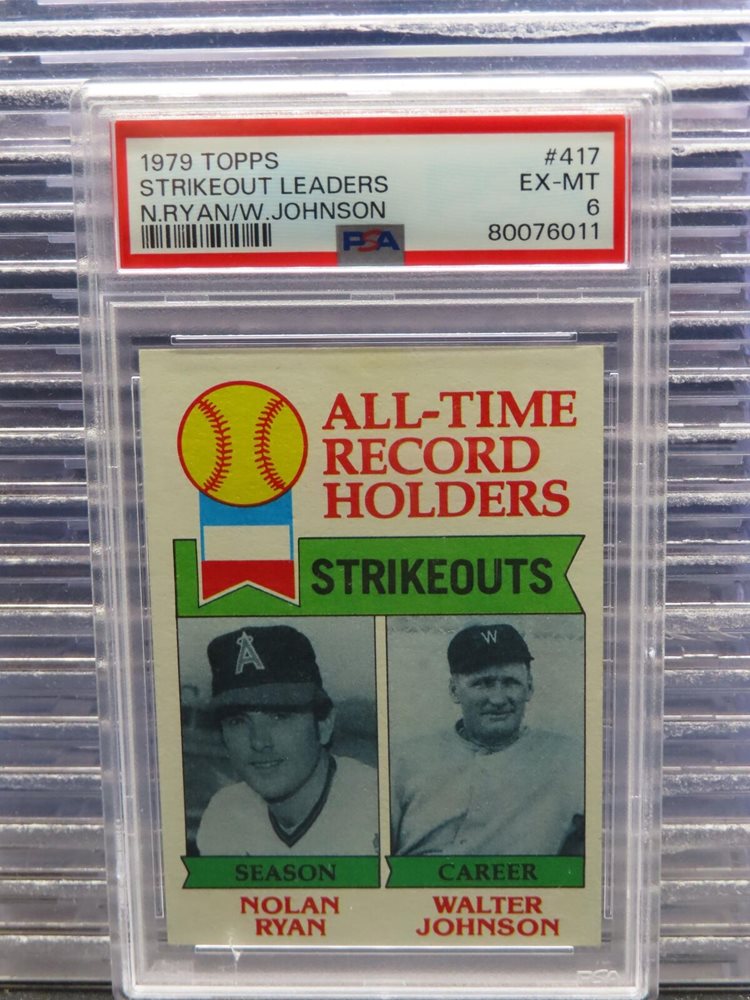 1979 TOPPS #417
STRIKEOUT LEADERS EX-MT
N.RYAN/W.JOHNSON 6
PSA 80076011
ALL-TIME
RECORD
HOLDERS
STRIKEOUTS
A
W
SEASON
CAREER
NOLAN
RYAN
WALTER
JOHNSON
PSA